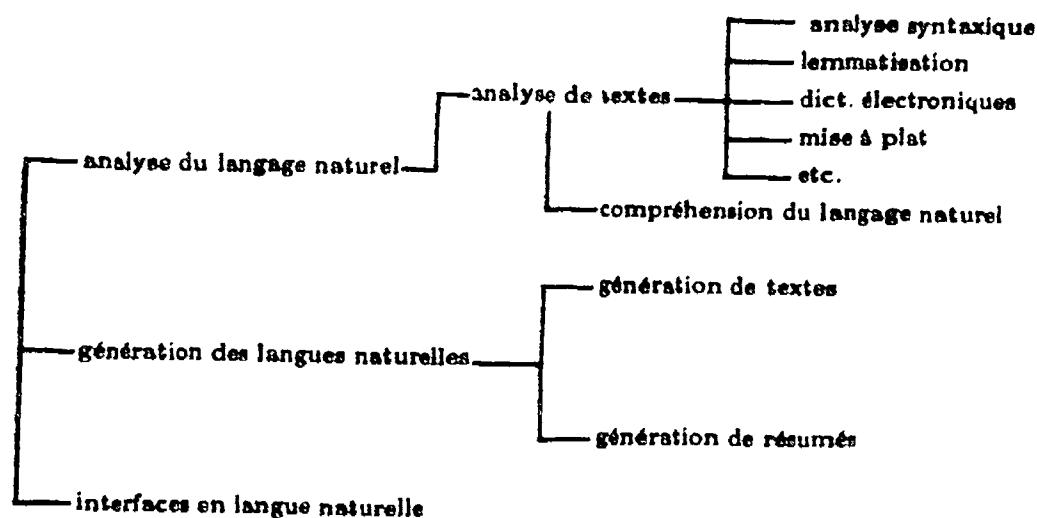 analyse syntaxique
lemmatisation
analyse de textes
dict. électroniques
mise à plat
analyse du langage naturel
etc.
compréhension du langage naturel
génération de textes
génération des langues naturelles
génération de résumés
interfaces en langue naturelle